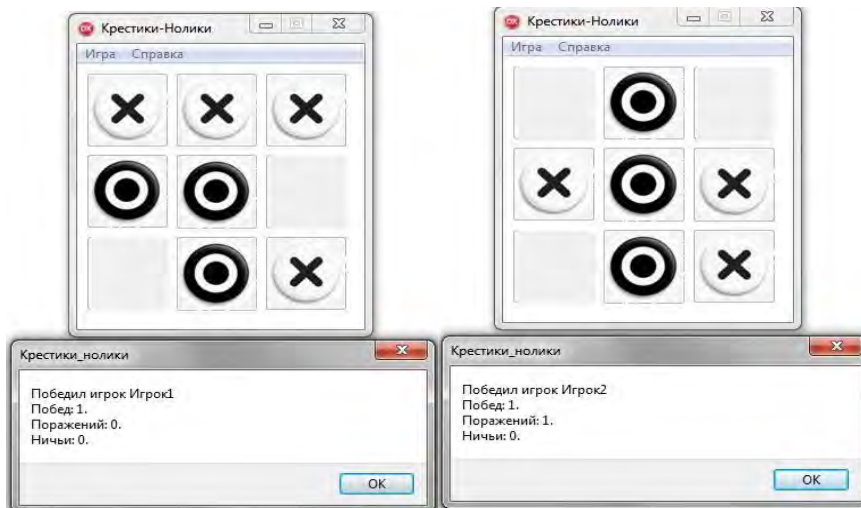 Крестики-Нолики
Игра Справка
Крестики_нолики
Победил игрок Игрок1
Побед: 1.
Поражений: 0.
Ничьи: 0.
OK
Крестики-Нолики
Игра Справка
Крестики_нолики
Победил игрок Игрок2
Побед: 1.
Поражений: 1.
Ничьи: 0.
OK